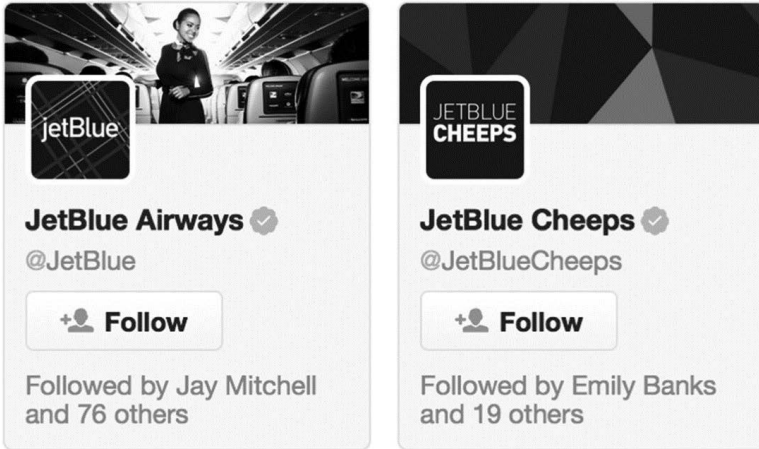 jetBlue
JetBlue Airways
@JetBlue
Follow
Followed by Jay Mitchell
and 76 others
JETBLUE
CHEEPS
JetBlue Cheeps
@JetBlueCheeps
Follow
Followed by Emily Banks
and 19 others